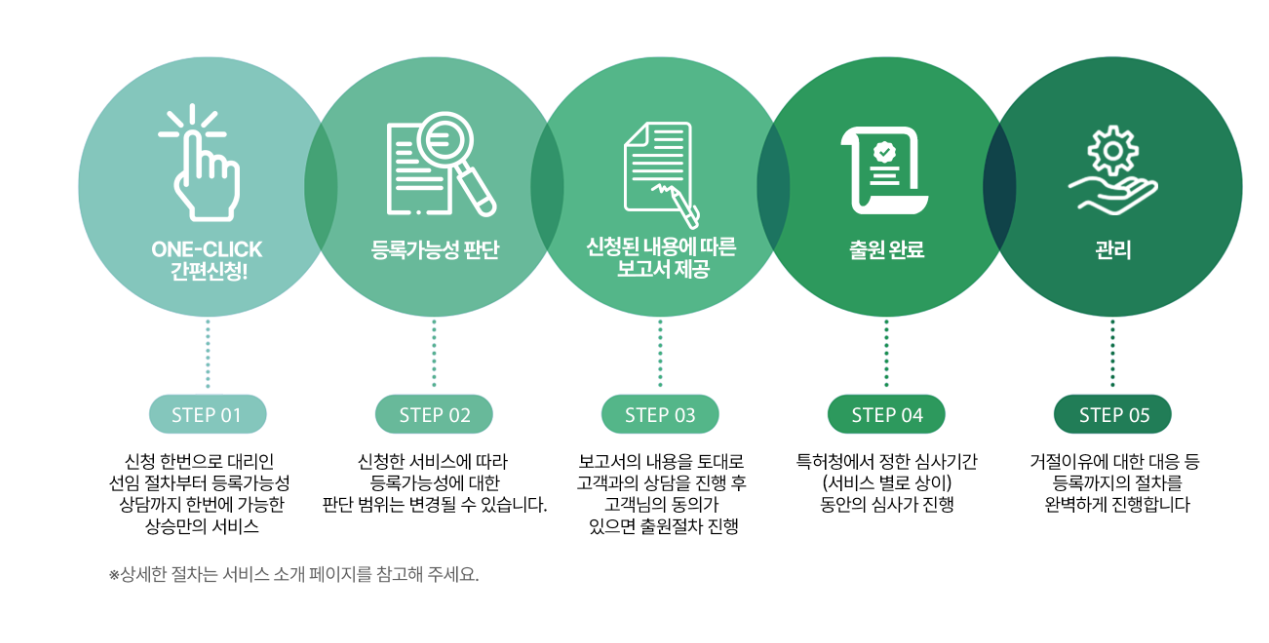 ONE-CLICK
간편신청!
등록가능성 판단
신청된 내용에 따른
보고서 제공
출원 완료
관리
STEP 01
신청 한번으로 대리인
선임 절차부터 등록가능성
상담까지 한번에 가능한
상승만의 서비스
STEP 02
신청한 서비스에 따라
등록가능성에 대한
판단 범위는 변경될 수 있습니다.
STEP 03
보고서의 내용을 토대로
고객과의 상담을 진행 후
고객님의 동의가
있으면 출원절차 진행
STEP 04
특허청에서 정한 심사기간
(서비스 별로 상이)
동안의 심사가 진행
STEP 05
거절이유에 대한 대응 등
등록까지의 절차를
완벽하게 진행합니다
※상세한 절차는 서비스 소개 페이지를 참고해 주세요.